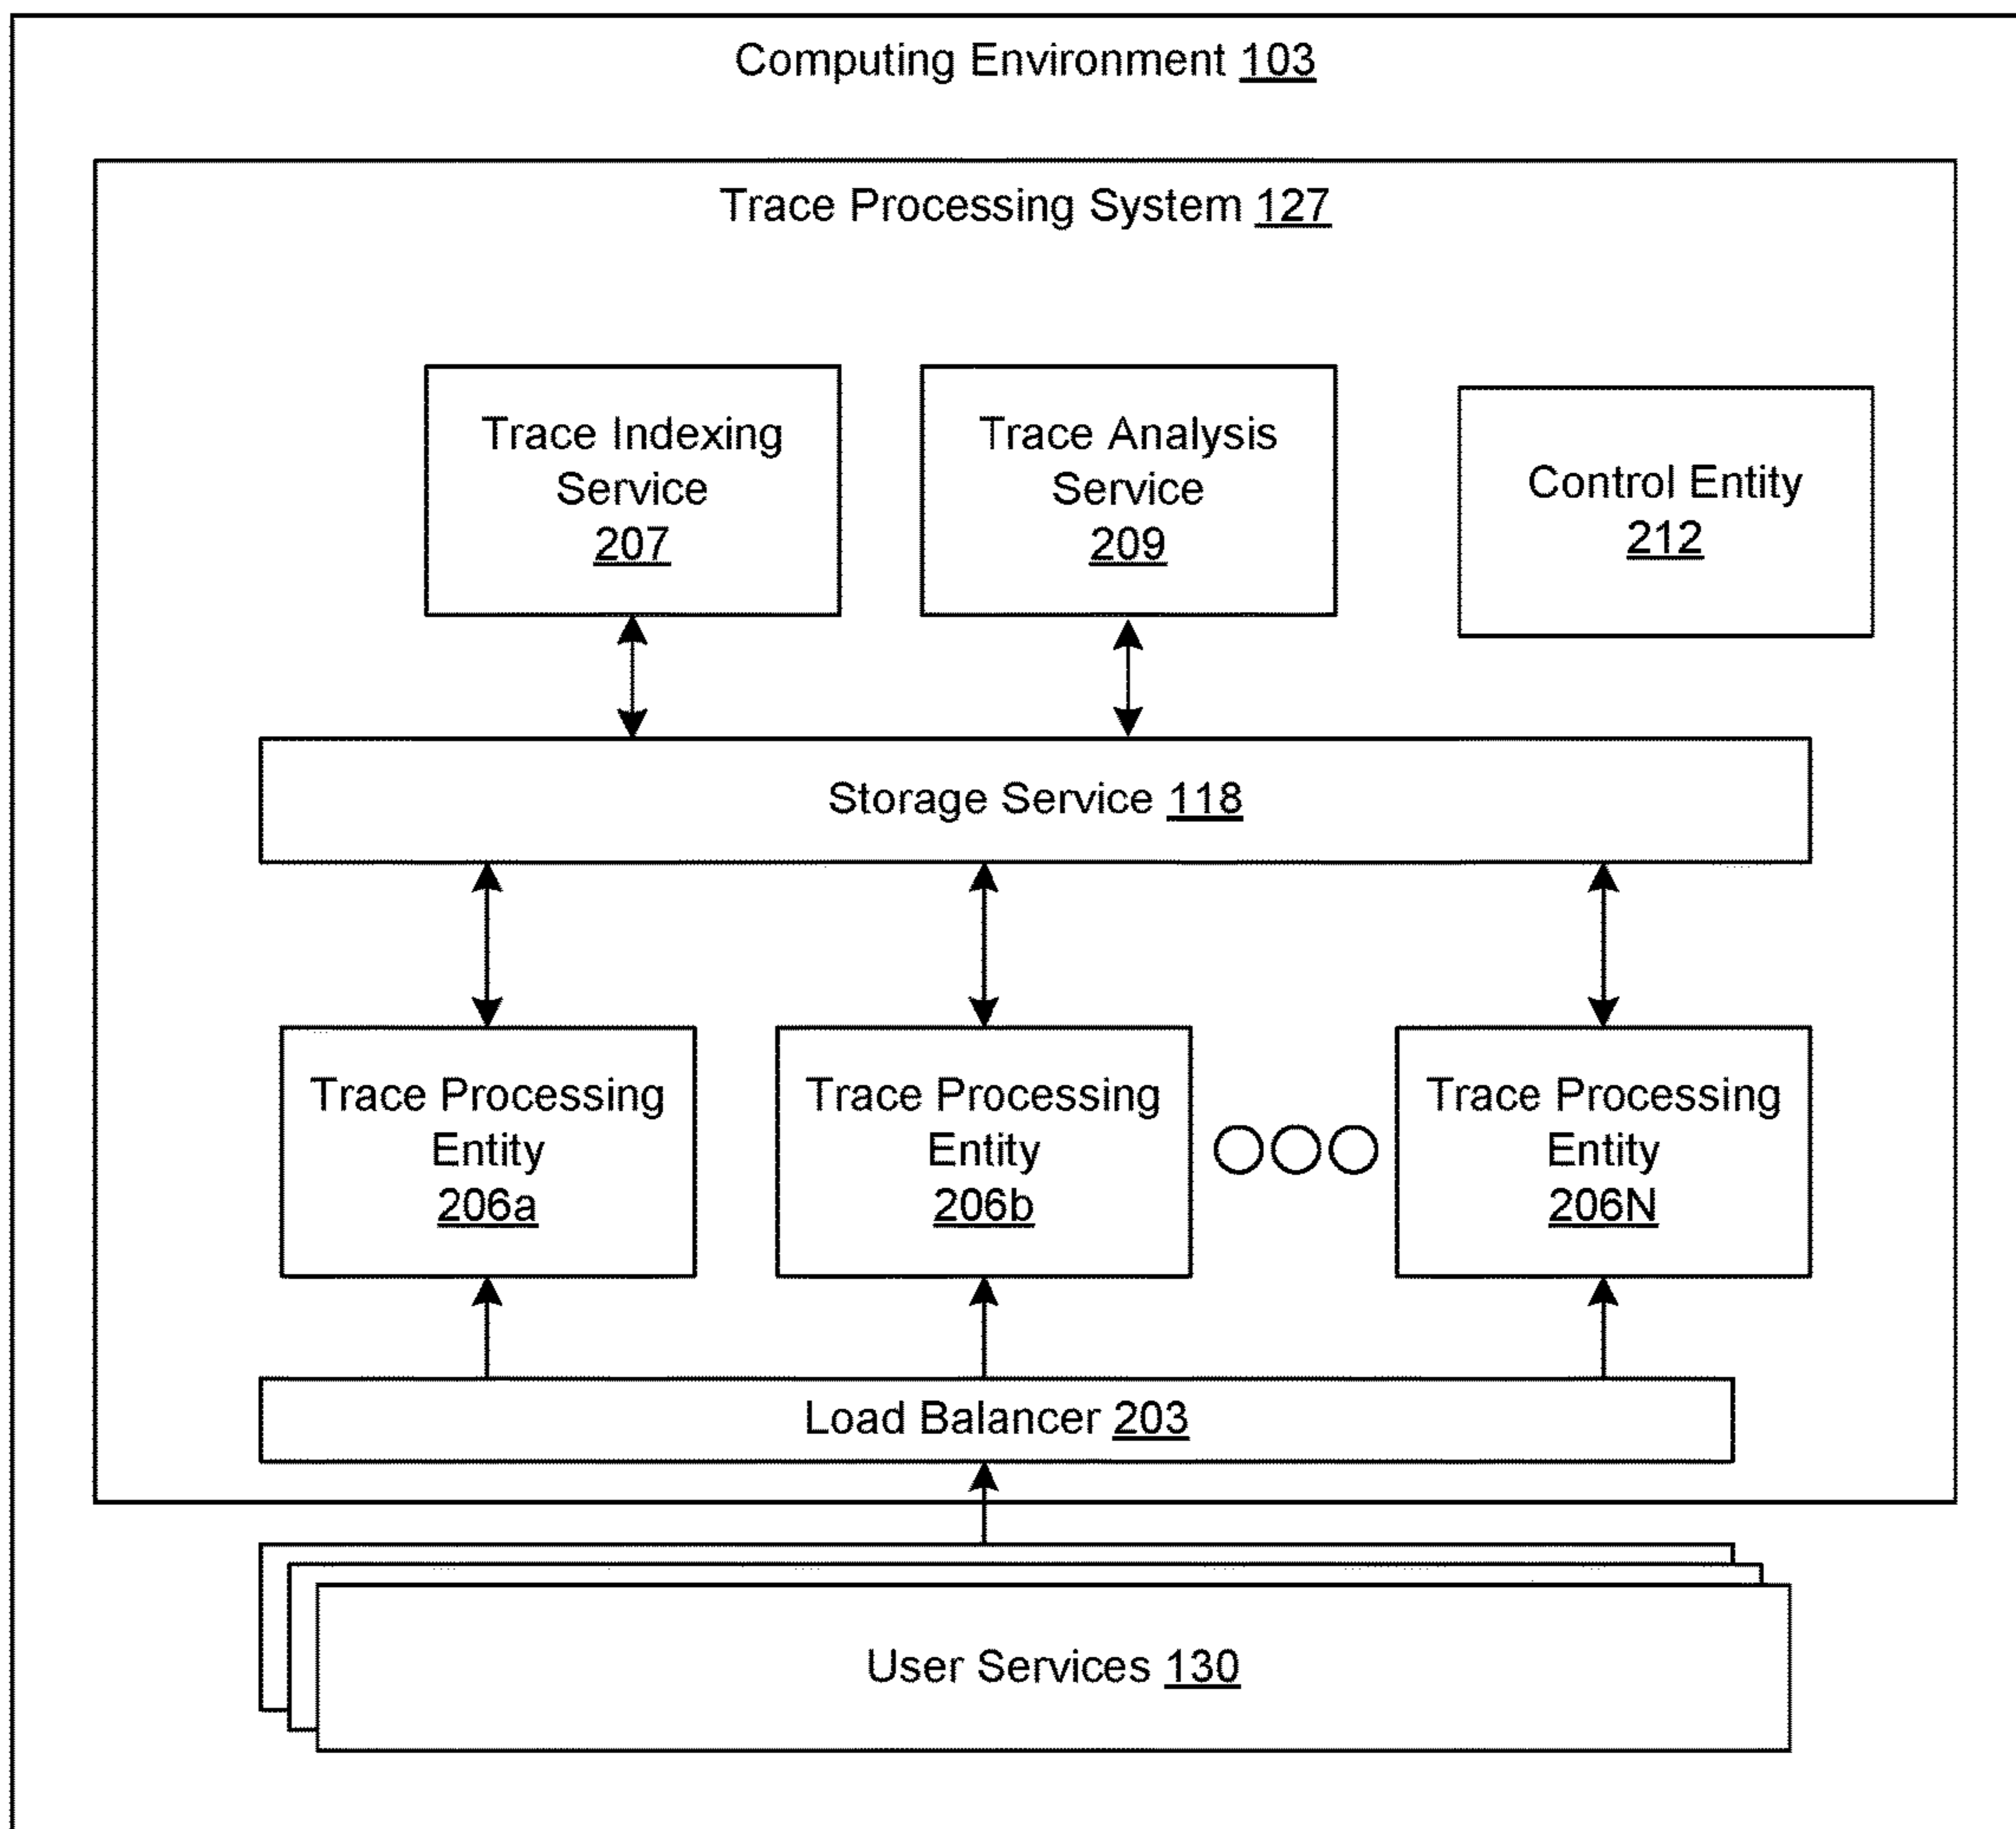 Computing Environment 103
Trace Processing System 127
Trace Indexing
Service
207
Trace Analysis
Service
209
Control Entity
212
Storage Service 118
Trace Processing
Entity
206a
Trace Processing
Entity
206b
Trace Processing
Entity
206N
Load Balancer 203
User Services 130